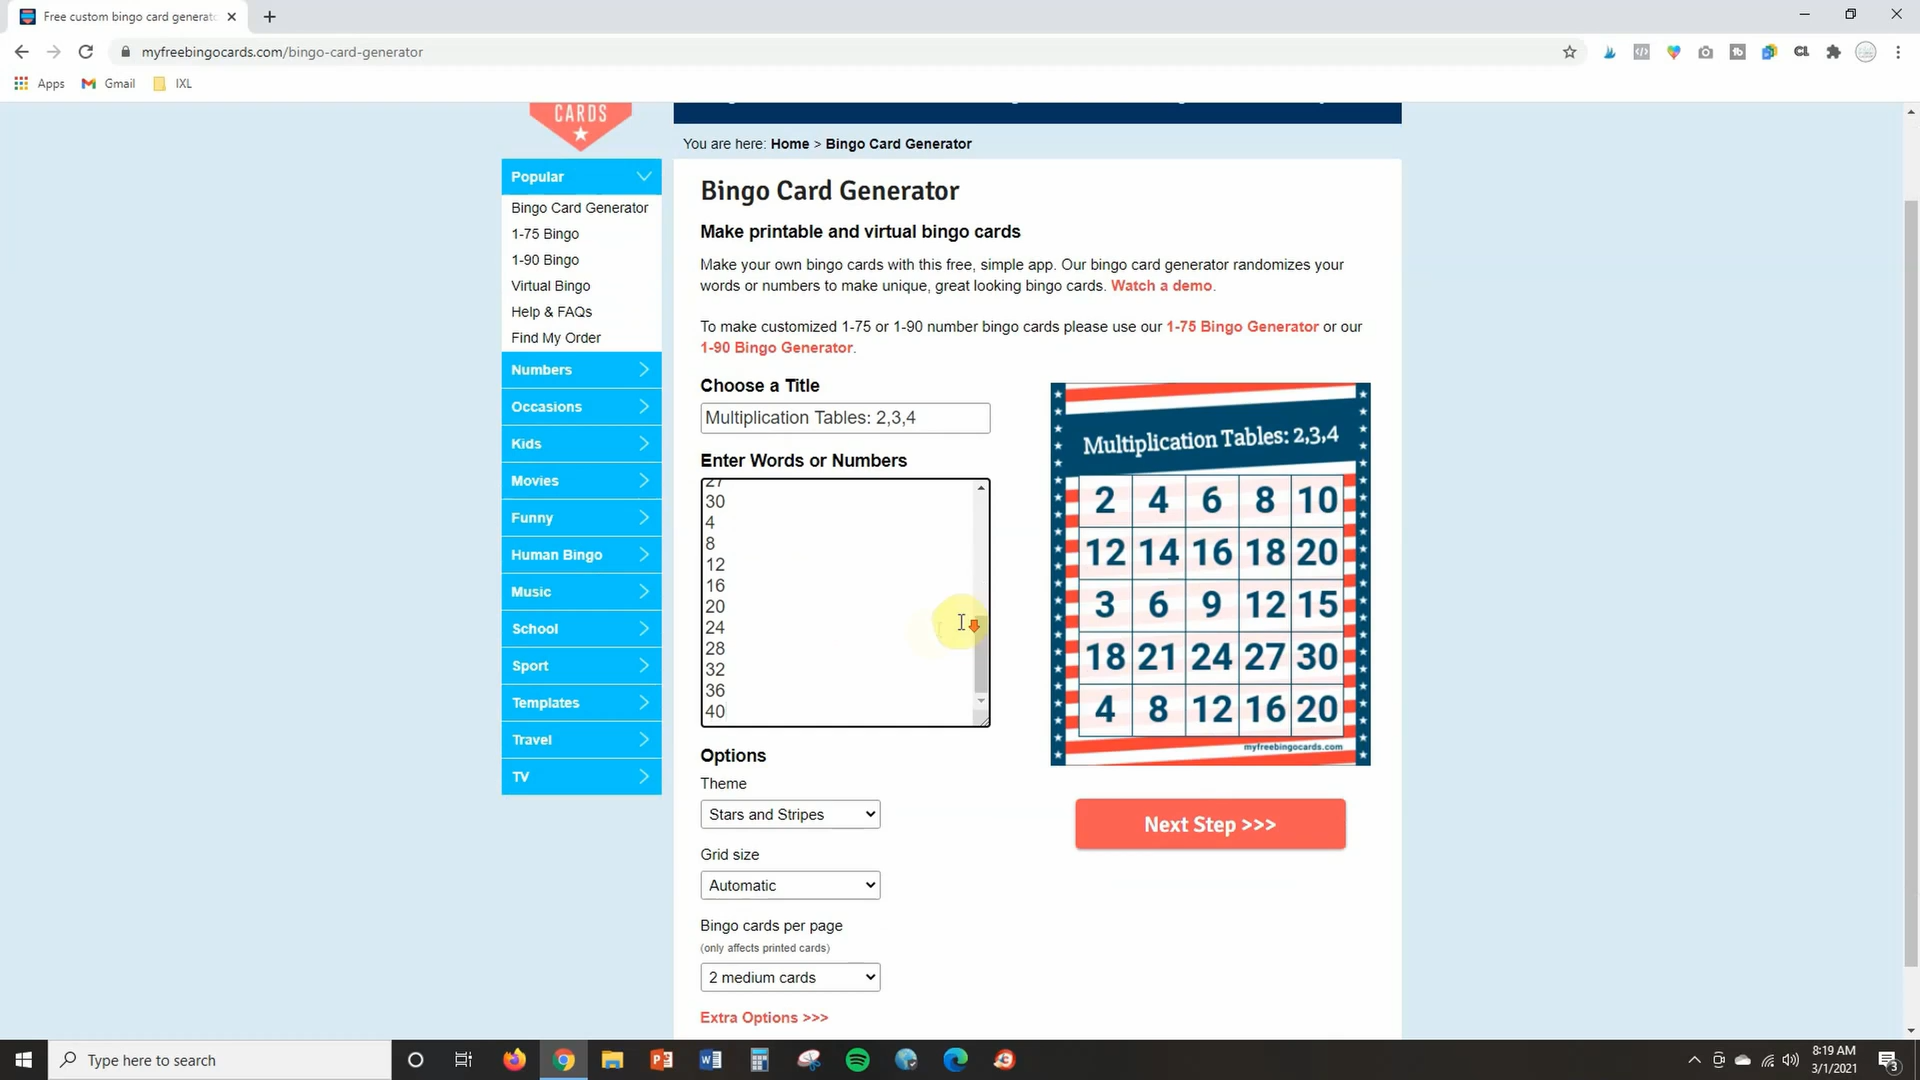 Free custom bingo card generato
myfreebingocards.com/bingo-card-generator
CL
Apps
Gmail
IXL
CARDS
You are here: Home > Bingo Card Generator
Popular
Bingo Card Generator
1-75 Bingo
1-90 Bingo
Virtual Bingo
Help & FAQs
Find My Order
Numbers
Occasions
Kids
Movies
Funny
Human Bingo
Music
School
Sport
Templates
Travel
TV
Bingo Card Generator
Make printable and virtual bingo cards
Make your own bingo cards with this free, simple app. Our bingo card generator randomizes your
words or numbers to make unique, great looking bingo cards. Watch a demo.
To make customized 1-75 or 1-90 number bingo cards please use our 1-75 Bingo Generator or our
1-90 Bingo Generator.
Choose a Title
Multiplication Tables: 2,3,4
Enter Words or Numbers
27
30
4
8
12
16
20
24
28
32
36
40
Options
Theme
Stars and Stripes
Grid size
Automatic
Bingo cards per page
(only affects printed cards)
2 medium cards
Extra Options >>>
Multiplication Tables: 2,3,4
2 4 6 8 10
12 14 16 18 20
3 6 9 12 15
18 21 24 27 30
4 8 12 16 20
myfreebingocards.com
Next Step >>>
Type here to search
8:19 AM
3/1/2021
3